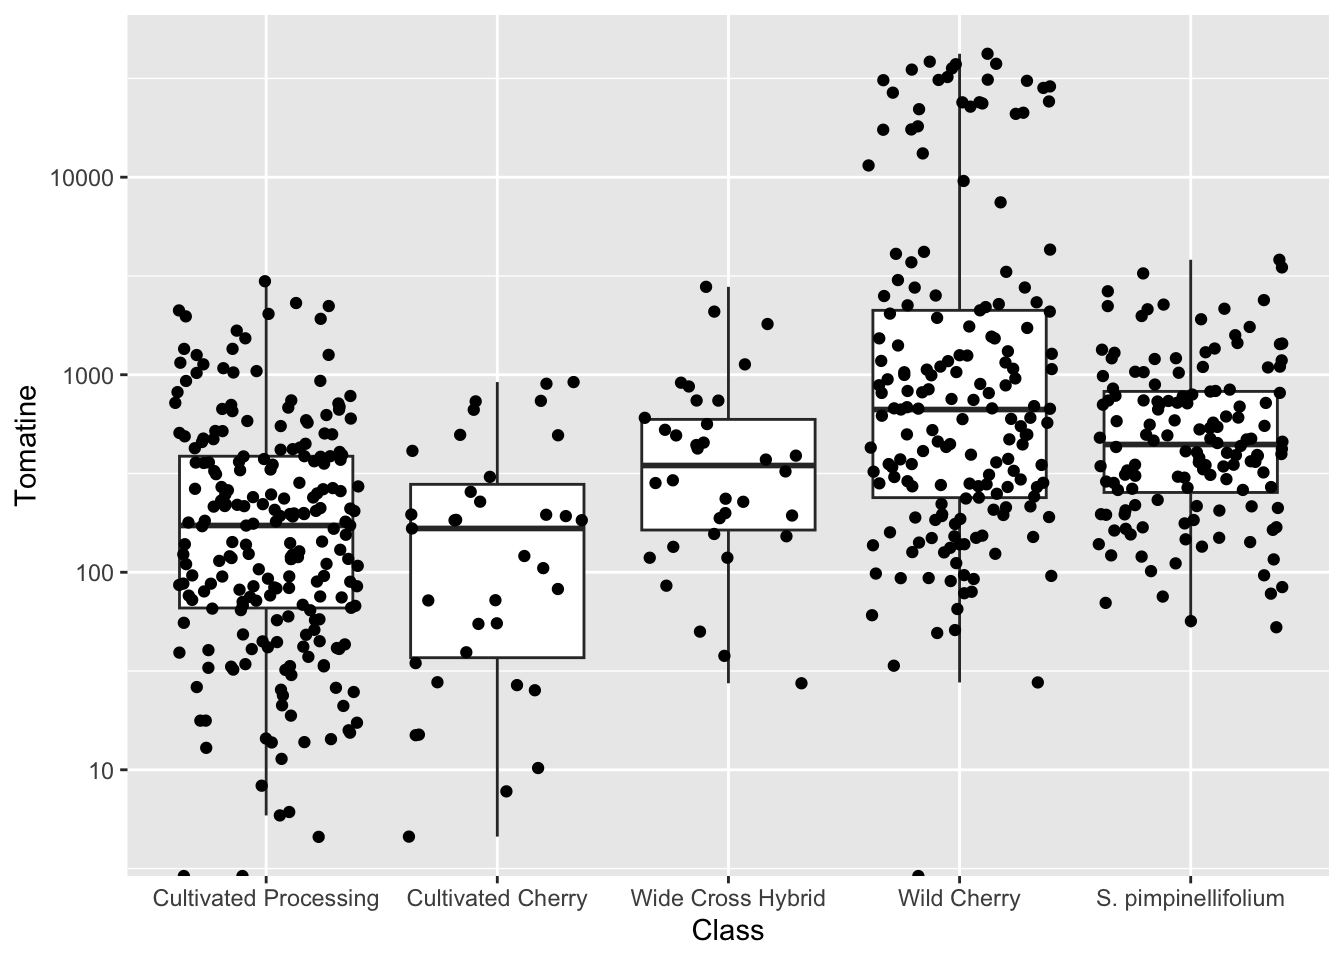 Tomatine
10000
1000
100
10
Cultivated Processing
Cultivated Cherry
Wide Cross Hybrid
Wild Cherry
S. pimpinellifolium
Class